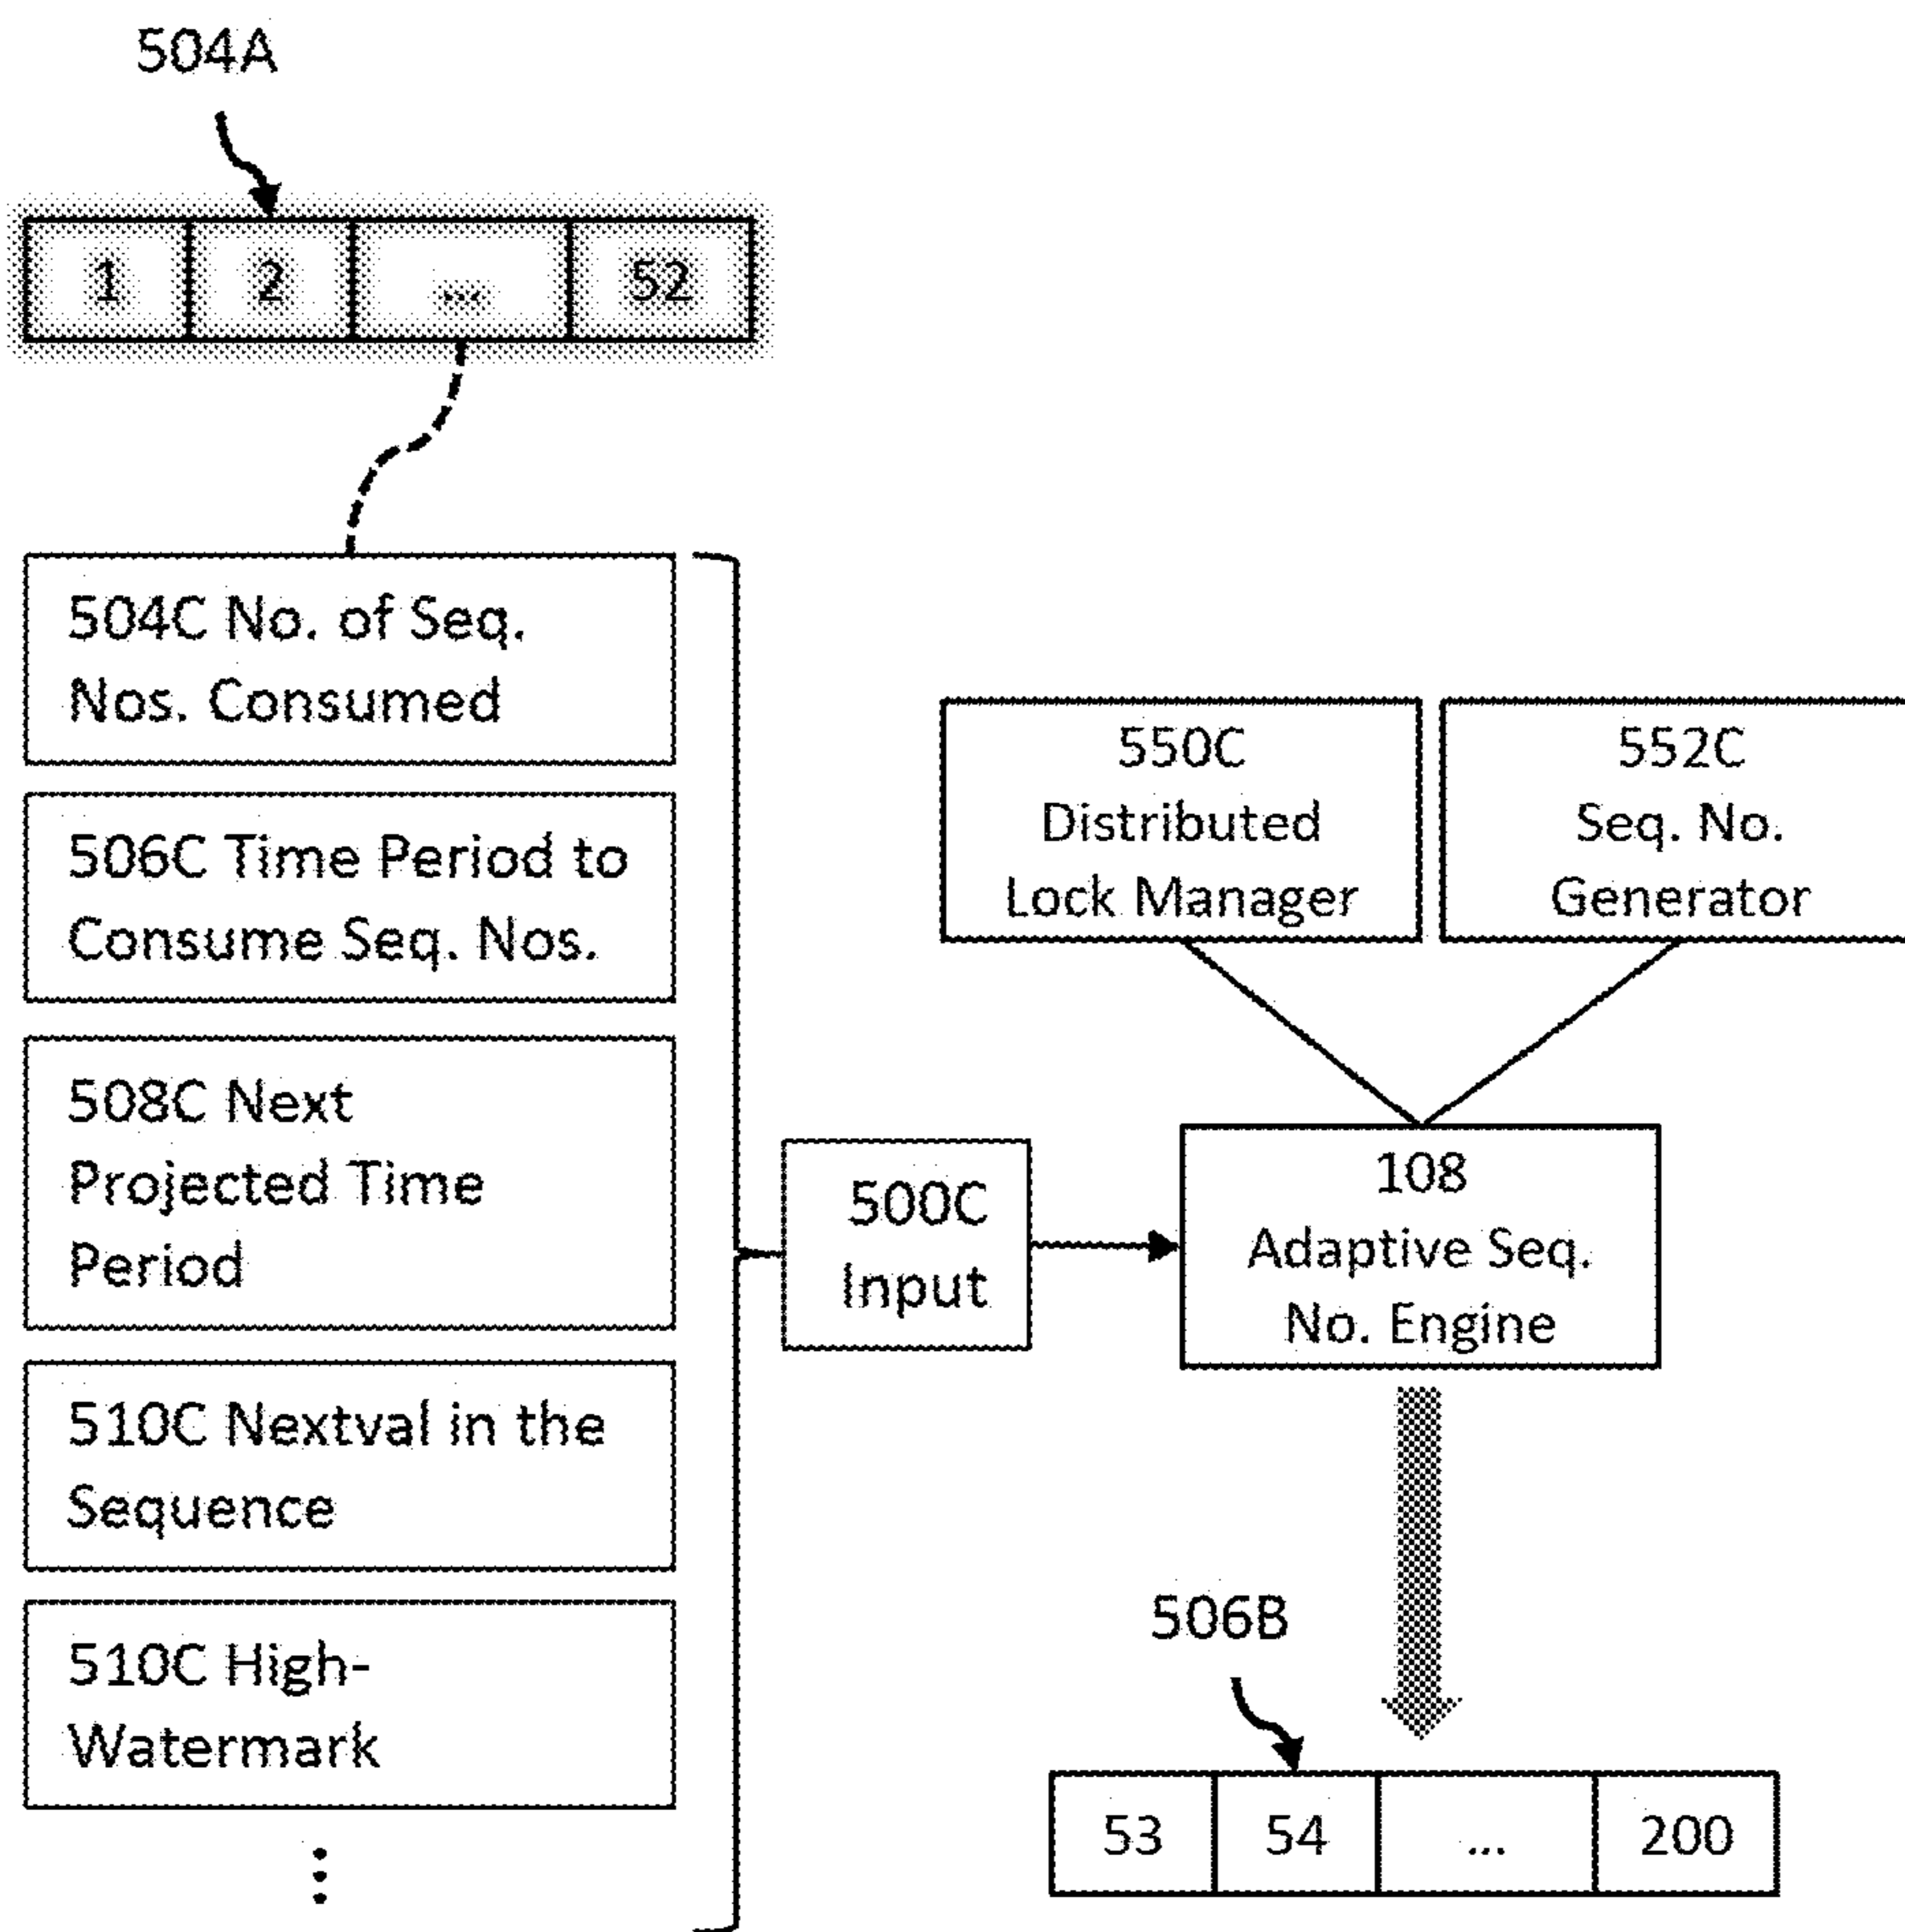 504A
1 2 ... 52
504C No. of Seq.
Nos. Consumed
506C Time Period to
Consume Seq. Nos.
508C Next
Projected Time
Period
510C Nextval in the
Sequence
510C High-
Watermark
500C
Input
550C
Distributed
Lock Manager
552C
Seq. No.
Generator
108
Adaptive Seq.
No. Engine
506B
53 54 ... 200